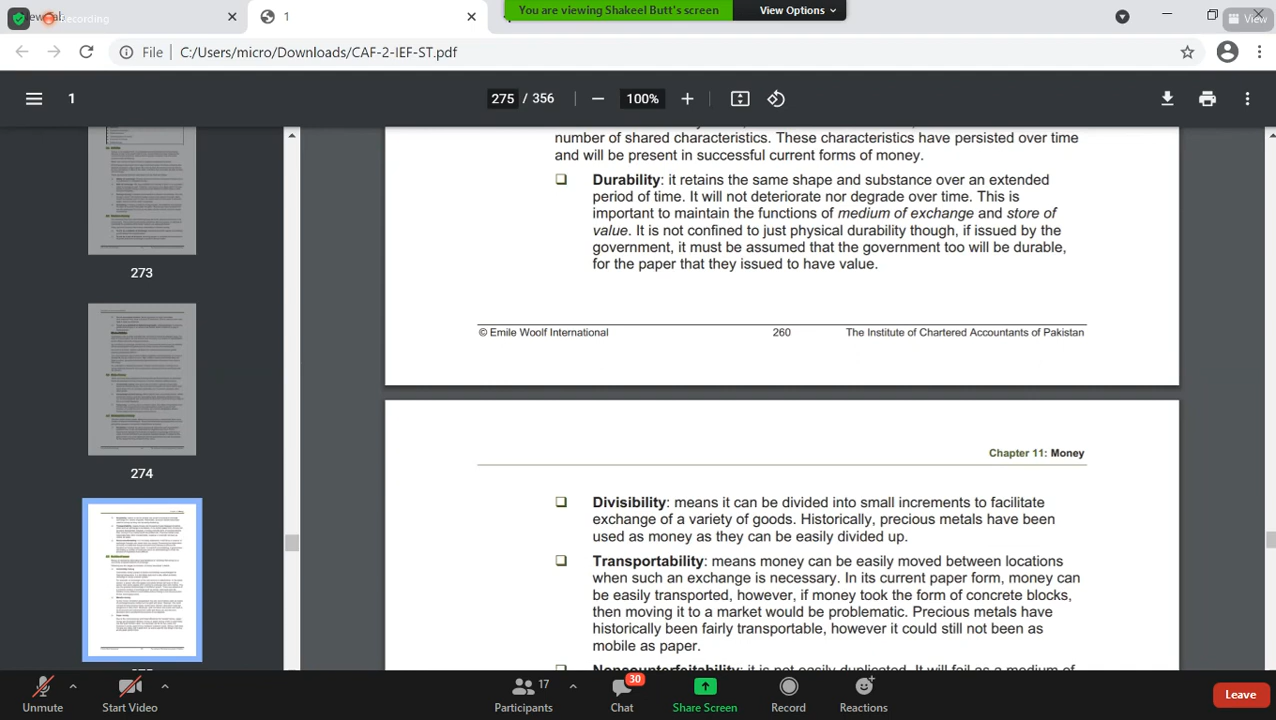 Recording
1
You are viewing Shakeel Butt's screen
View Options
View
File
C:/Users/micro/Downloads/CAF-2-IEF-ST.pdf
1
275 / 356
100%
273
274
number of shared characteristics. These characteristics have persisted over time
and will be present in successful current forms of money.
Durability: it retains the same shape and substance over an extended
period of time. It will not deteriorate nor degrade over time. This is
important to maintain the functions of medium of exchange and store of
value. It is not confined to just physical durability though, if issued by the
government, it must be assumed that the government too will be durable,
for the paper that they issued to have value.
© Emile Woolf International
260
The Institute of Chartered Accountants of Pakistan
Chapter 11: Money
Divisibility: means it can be divided into small increments to facilitate
exchange of a variety of goods. Historically, precious metals have been
used as money as they can be easily divided up.
Transportability: means money can be easily moved between locations
when such an exchange is necessary. In its current paper form, money can
be easily transported, however, if money took the form of concrete blocks,
then moving it to a market would be problematic. Precious metals have
historically been fairly transportable, however it could still not been as
mobile as paper.
Noncounterfeitability: it is not easily duplicated. It will fail as a medium of
Unmute
Start Video
17
Participants
30
Chat
Share Screen
Record
Reactions
Leave